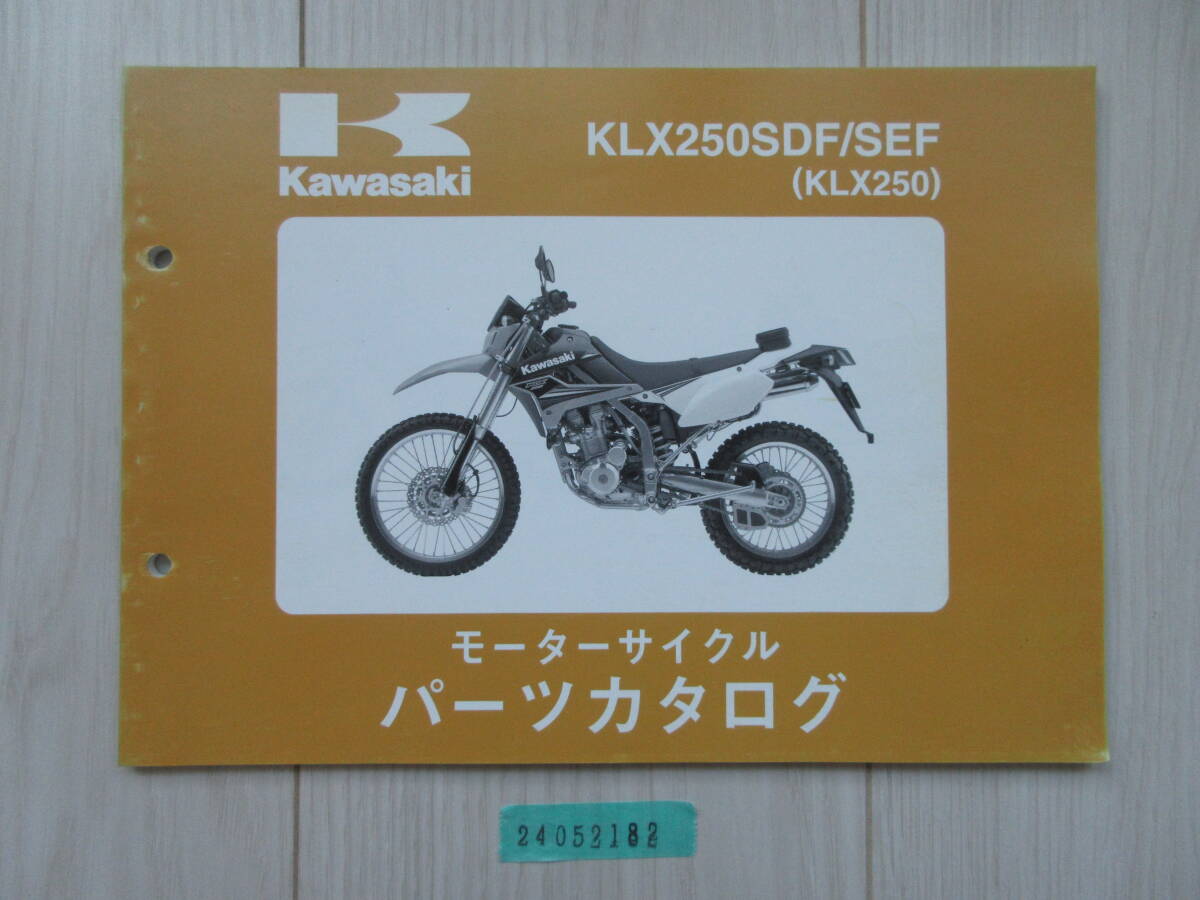 Kawasaki
KLX250SDF/SEF
(KLX250)
Kawasaki
モーターサイクル
パーツカタログ
24052182